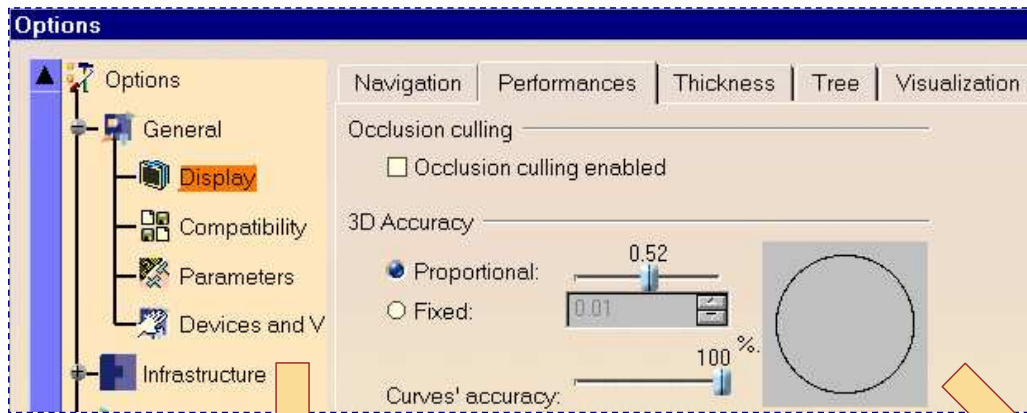 Options
Options
General
Display
Compatibility
Parameters
Devices and V
Infrastructure
Navigation Performances Thickness Tree Visualization
Occlusion culling
Occlusion culling enabled
3D Accuracy
0.52
Proportional:
Fixed: 0.01
100 %.
Curves' accuracy: